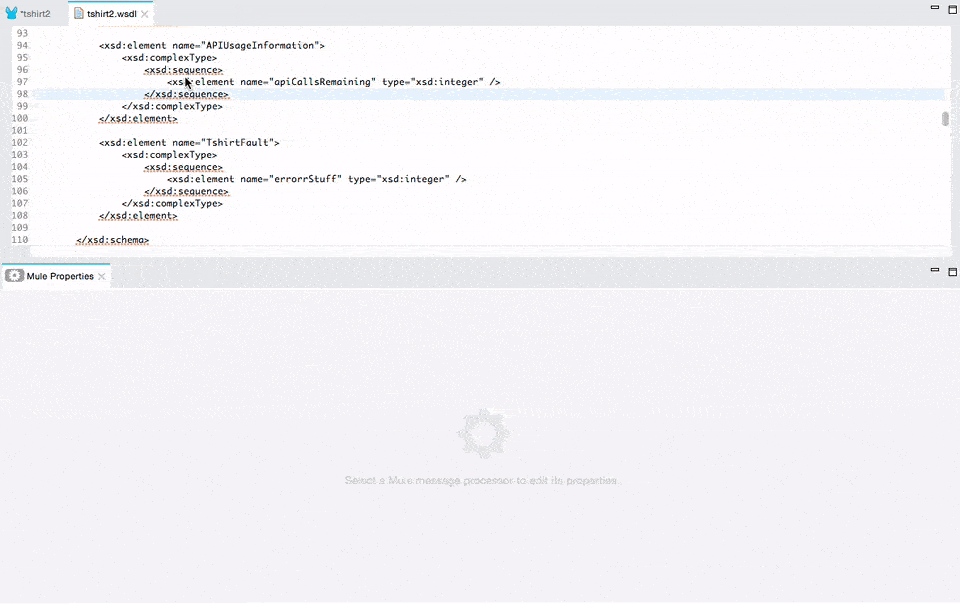 *tshirt2
tshirt2.wsdl
93
94 <xsd:element name="APIUsageInformation">
95 <xsd:complexType>
96 <xsd:sequence>
97 <xsd:element name="apiCallsRemaining" type="xsd:integer" />
98 </xsd:sequence>
99 </xsd:complexType>
100 </xsd:element>
101
102 <xsd:element name="TshirtFault">
103 <xsd:complexType>
104 <xsd:sequence>
105 <xsd:element name="errorrStuff" type="xsd:integer" />
106 </xsd:sequence>
107 </xsd:complexType>
108 </xsd:element>
109
110 </xsd:schema>
Mule Properties
Select a Mule message processor to edit its properties.